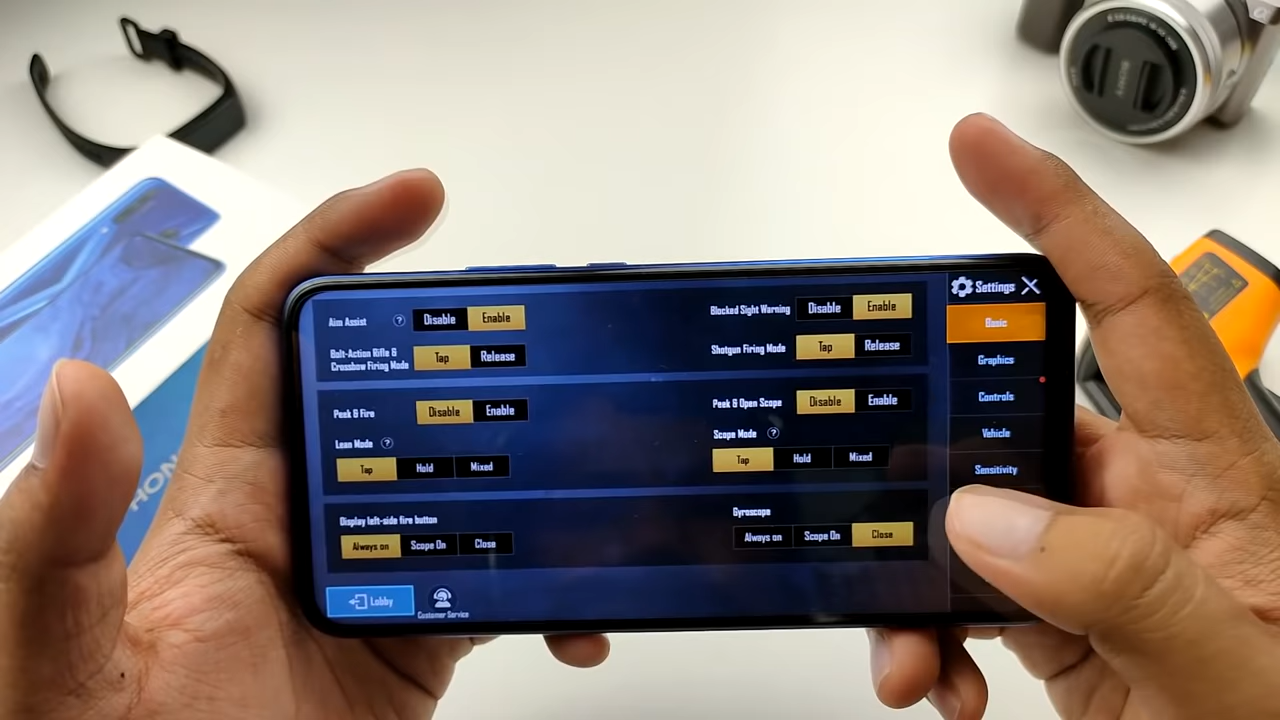 Settings
Aim Assist ? Disable Enable
Blocked Sight Warning Disable Enable
Basic
Bolt-Action Rifle &
Crossbow Firing Mode Tap Release
Shotgun Firing Mode Tap Release
Graphics
Peek & Fire Disable Enable
Peek & Open Scope Disable Enable
Controls
Lean Mode ?
Scope Mode ?
Vehicle
Tap Hold Mixed
Tap Hold Mixed
Sensitivity
Display left-side fire button
Gyroscope
Always on Scope On Close
Always on Scope On Close
Lobby
Customer Service
HON
SONY